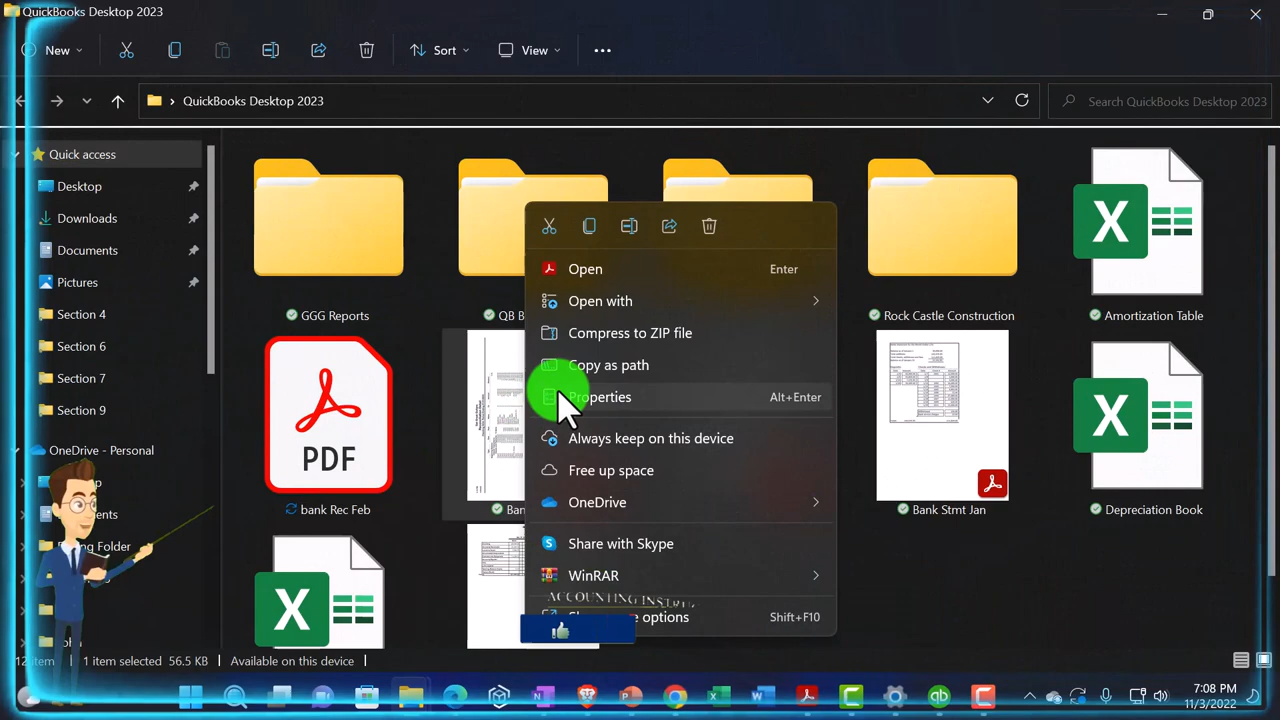 QuickBooks Desktop 2023
New
Sort
View
QuickBooks Desktop 2023
Search QuickBooks Desktop 2023
Quick access
Desktop
Downloads
Documents
Pictures
Section 4
Section 6
Section 7
Section 9
OneDrive - Personal
GGG Reports
QB B
Rock Castle Construction
Amortization Table
Open Enter
Open with
Compress to ZIP file
Copy as path
Properties Alt+Enter
Always keep on this device
Free up space
OneDrive
Share with Skype
WinRAR
options Shift+F10
PDF
bank Rec Feb
Ban
Bank Stmt Jan
Depreciation Book
ACCOUNTING INSTRU
1 item selected 56.5 KB
Available on this device
7:08 PM
11/3/2022